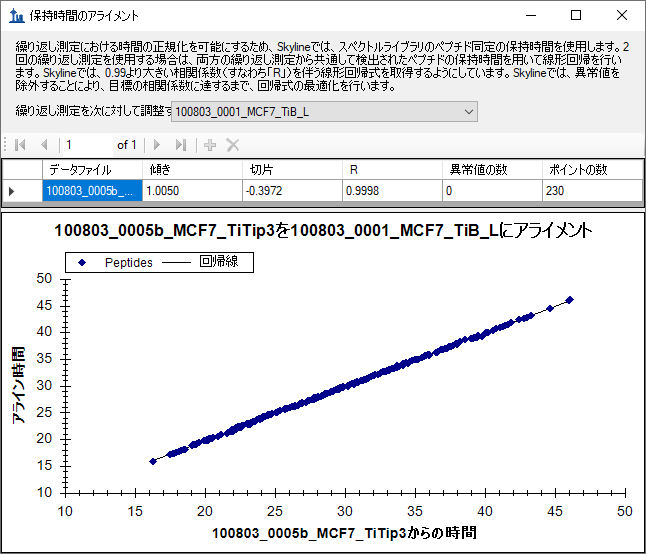 保持時間のアライメント
繰り返し測定における時間の正規化を可能にするため、Skylineでは、スペクトルライブラリのペプチド同定の保持時間を使用します。2
回の繰り返し測定を使用する場合は、両方の繰り返し測定から共通して検出されたペプチドの保持時間を用いて線形回帰を行い
ます。Skylineでは、0.99より大きい相関係数(すなわち「R」)を伴う線形回帰式を取得するようにしています。Skylineでは、異常値を
除外することにより、目標の相関係数に達するまで、回帰式の最適化を行います。
繰り返し測定を次に対して調整す 100803_0001_MCF7_TiB_L
1 of 1
データファイル 傾き 切片 R 異常値の数 ポイントの数
100803_0005b_... 1.0050 -0.3972 0.9998 0 230
100803_0005b_MCF7_TiTip3を100803_0001_MCF7_TiB_Lにアライメント
Peptides 回帰線
アライン時間
50
45
40
35
30
25
20
15
10
10 15 20 25 30 35 40 45 50
100803_0005b_MCF7_TiTip3からの時間